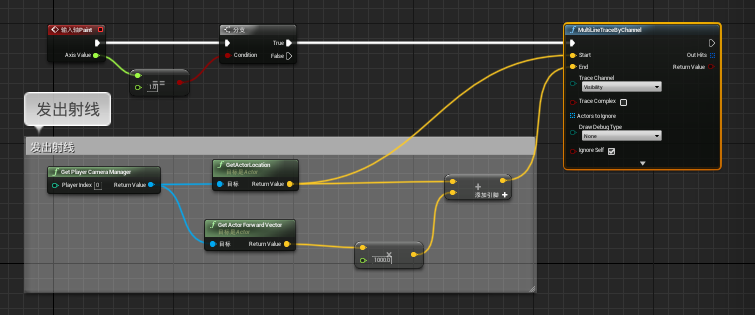 输入轴Paint
Axis Value
==
1.0
分支
Condition
True
False
MultiLineTraceByChannel
Start
End
Trace Channel
Visibility
Trace Complex
Actors to Ignore
Draw Debug Type
None
Ignore Self
Out Hits
Return Value
发出射线
发出射线
Get Player Camera Manager
Player Index 0
Return Value
GetActorLocation
目标是Actor
目标
Return Value
Get Actor Forward Vector
目标是Actor
目标
Return Value
+
添加引脚 +
×
1000.0